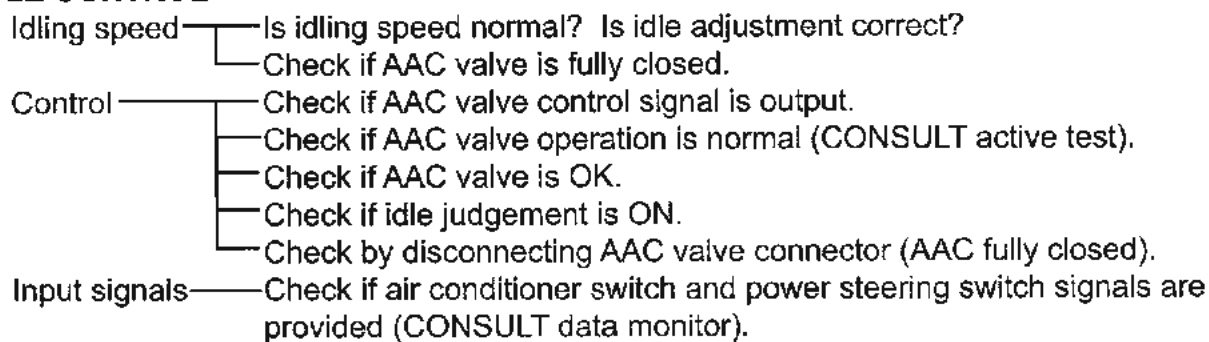 Idling speed Is idling speed normal? Is idle adjustment correct?
Check if AAC valve is fully closed.
Control Check if AAC valve control signal is output.
Check if AAC valve operation is normal (CONSULT active test).
Check if AAC valve is OK.
Check if idle judgement is ON.
Check by disconnecting AAC valve connector (AAC fully closed).
Input signals Check if air conditioner switch and power steering switch signals are
provided (CONSULT data monitor).